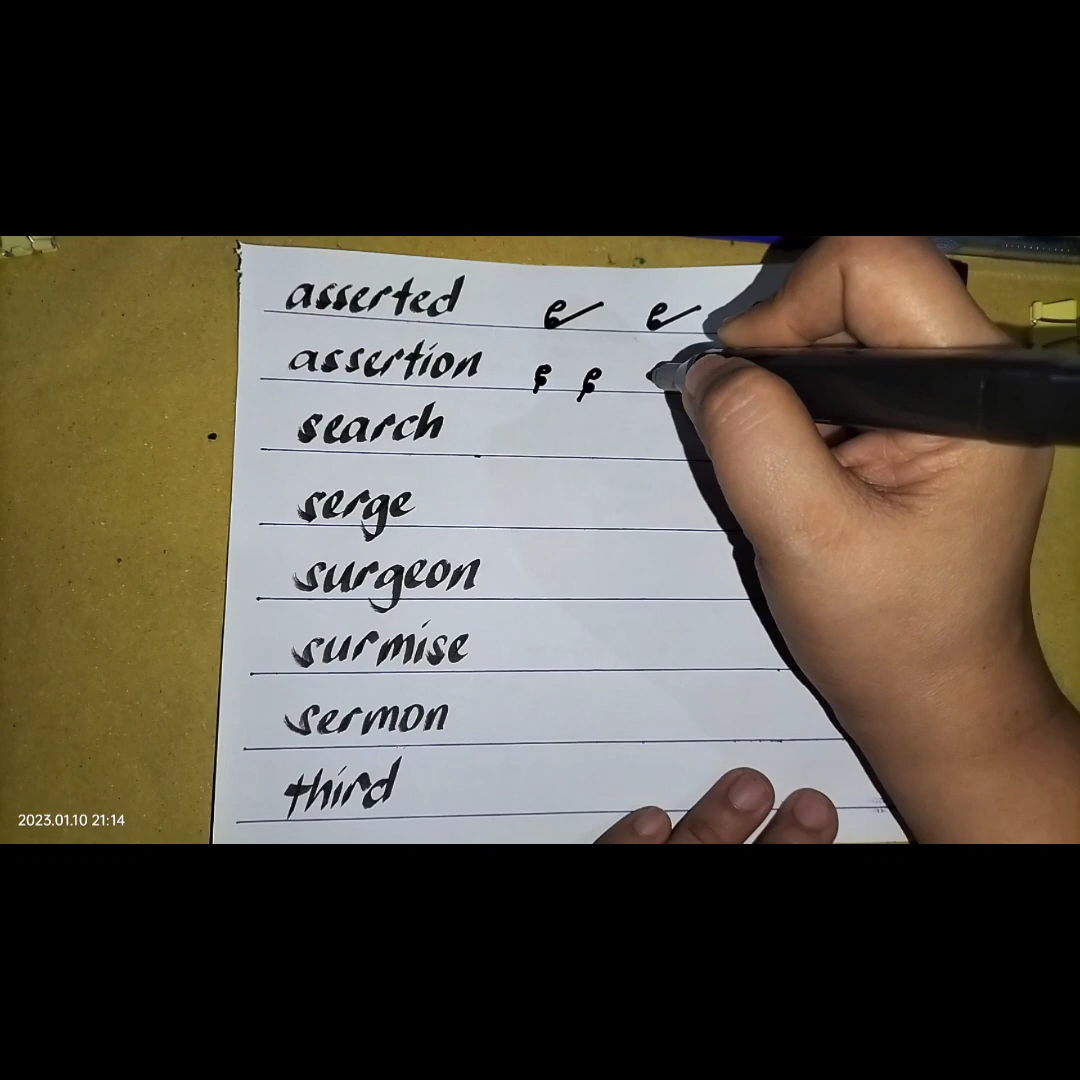 asserted
assertion
search
serge
surgeon
surmise
sermon
third
2023.01.10 21:14